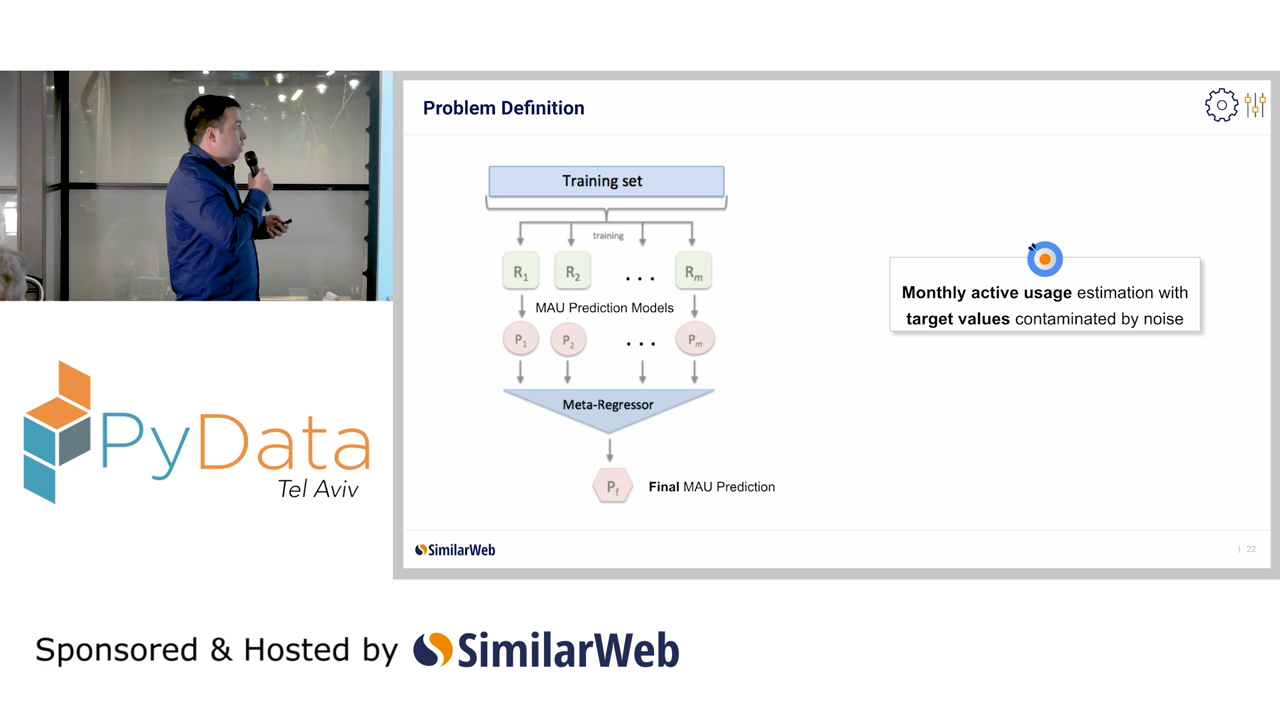 Problem Definition
Training set
training
R1 R2 . . . Rm
MAU Prediction Models
P1 P2 . . . Pm
Meta-Regressor
Pf
Final MAU Prediction
Monthly active usage estimation with
target values contaminated by noise
SimilarWeb
| 22
PyData
Tel Aviv
Sponsored & Hosted by SimilarWeb